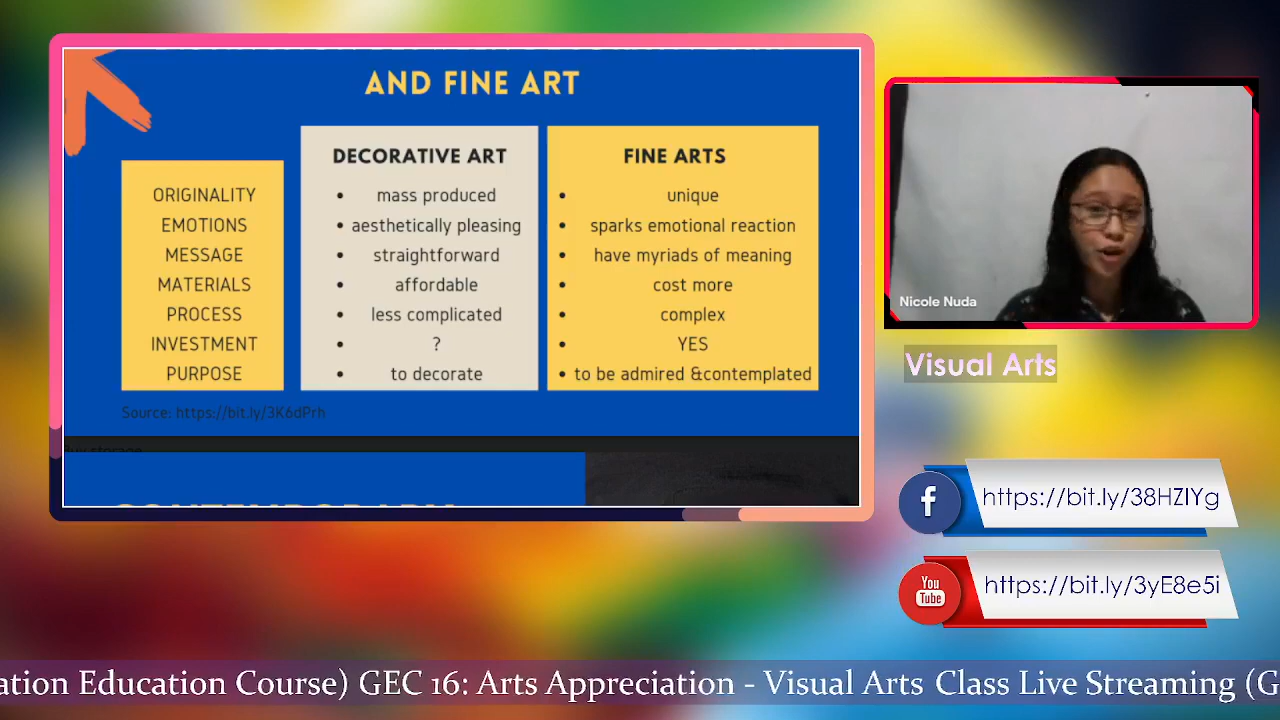 AND FINE ART
ORIGINALITY
EMOTIONS
MESSAGE
MATERIALS
PROCESS
INVESTMENT
PURPOSE
DECORATIVE ART
• mass produced
• aesthetically pleasing
• straightforward
• affordable
• less complicated
• ?
• to decorate
FINE ARTS
• unique
• sparks emotional reaction
• have myriads of meaning
• cost more
• complex
• YES
• to be admired &contemplated
Source: https://bit.ly/3K6dPrh
Nicole Nuda
Visual Arts
f https://bit.ly/38HZIYg
You Tube https://bit.ly/3yE8e5i
ation Education Course) GEC 16: Arts Appreciation - Visual Arts Class Live Streaming (G